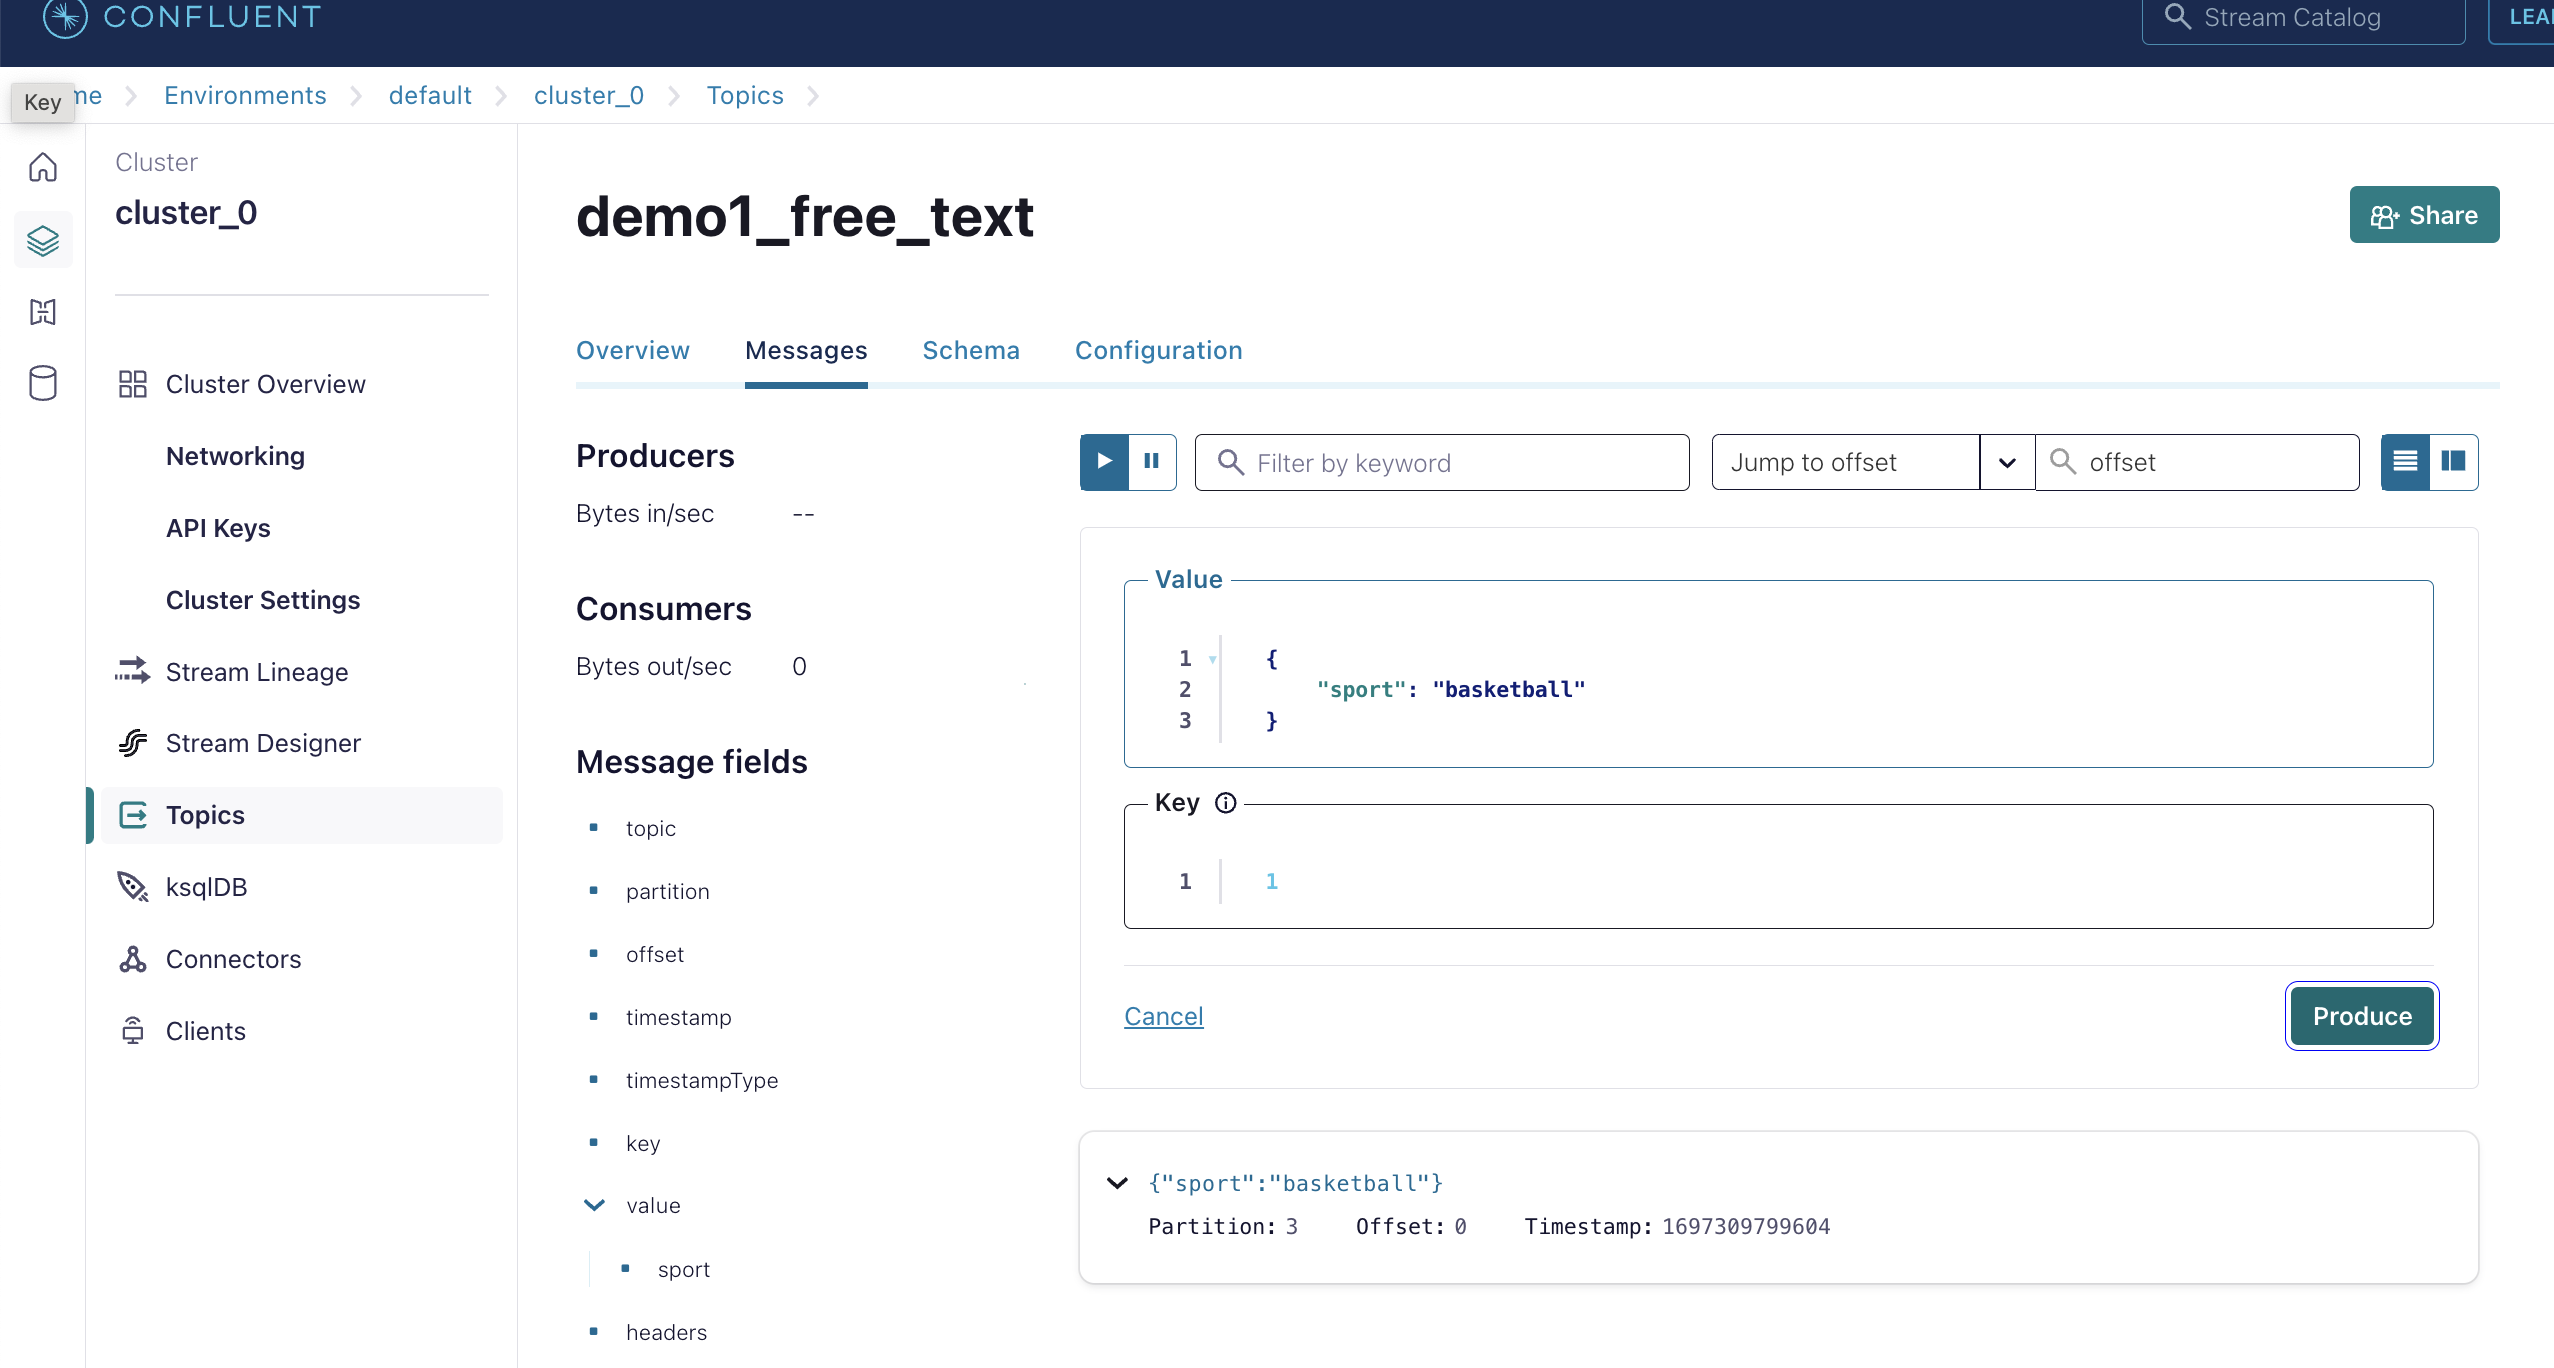 CONFLUENT
Stream Catalog
Key
Environments
default
cluster_0
Topics
Cluster
cluster_0
Cluster Overview
Networking
API Keys
Cluster Settings
Stream Lineage
Stream Designer
Topics
ksqlDB
Connectors
Clients
demo1_free_text
Share
Overview Messages Schema Configuration
Producers
Bytes in/sec --
Consumers
Bytes out/sec 0
Message fields
topic
partition
offset
timestamp
timestampType
key
value
sport
headers
Filter by keyword
Jump to offset
offset
Value
1 {
2 "sport": "basketball"
3 }
Key
1 1
Cancel
Produce
{"sport":"basketball"}
Partition: 3 Offset: 0 Timestamp: 1697309799604